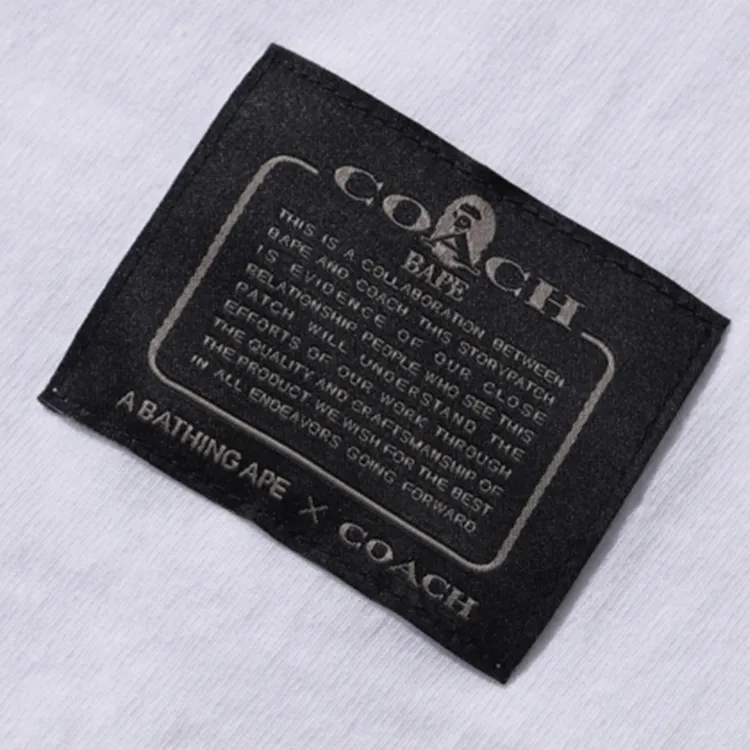 COACH
BAPE
THIS IS A COLLABORATION BETWEEN
BAPE AND COACH THIS STORYPATCH
IS EVIDENCE OF OUR CLOSE
RELATIONSHIP PEOPLE WHO SEE THIS
PATCH WILL UNDERSTAND THE
EFFORTS OF OUR WORK THROUGH
THE QUALITY AND CRAFTSMANSHIP OF
THE PRODUCT WE WISH FOR THE BEST
IN ALL ENDEAVORS GOING FORWARD.
A BATHING APE X COACH